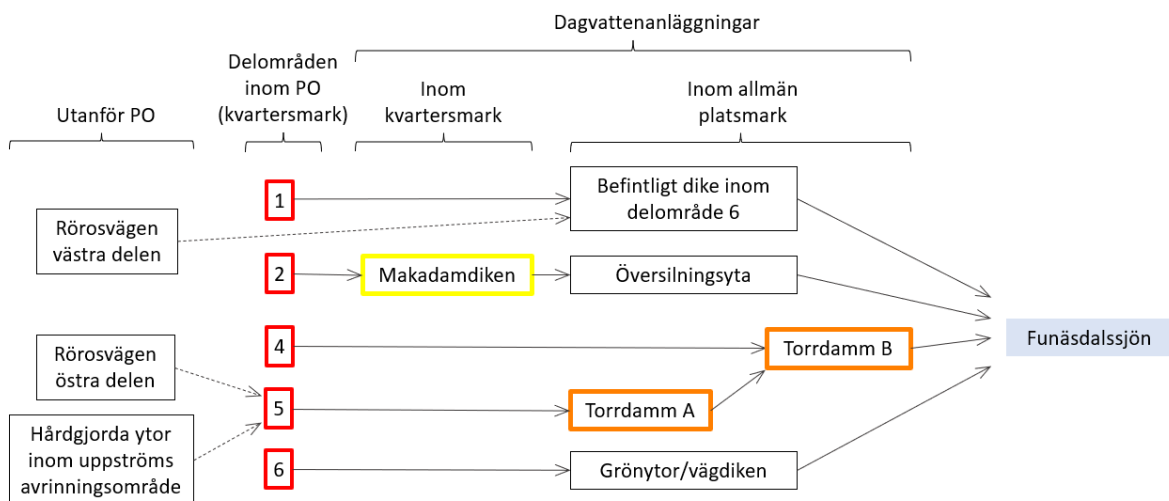 Dagvattenanläggningar
Delområden
inom PO
(kvartersmark)
Inom
kvartersmark
Inom allmän
platsmark
Utanför PO
1
Befintligt dike inom
delområde 6
Rörosvägen
västra delen
2
Makadamdiken
Översilningsyta
4
Torrdamm B
Funäsdalssjön
Rörosvägen
östra delen
5
Torrdamm A
Hårdgjorda ytor
inom uppströms
avrinningsområde
6
Grönytor/vägdiken